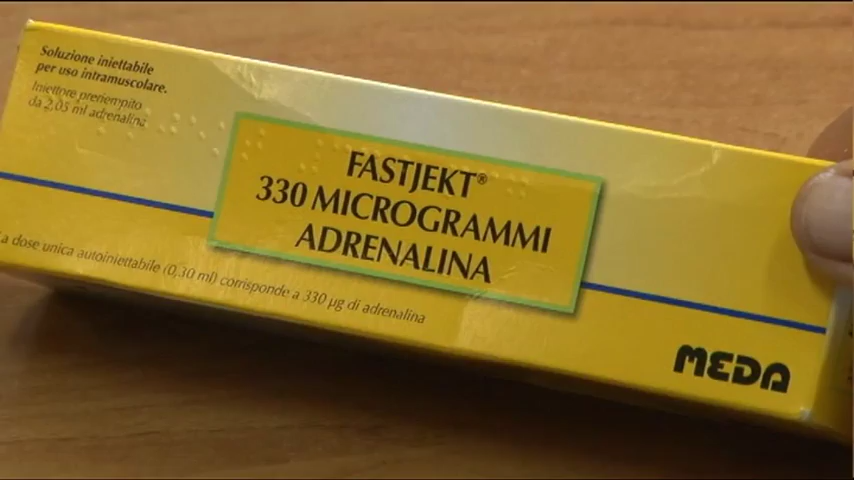 Soluzione iniettabile
per uso intramuscolare.
Iniettore preriempito
da 2,05 ml adrenalina
FASTJEKT®
330 MICROGRAMMI
ADRENALINA
a dose unica autoiniettabile (0,30 ml) corrisponde a 330 µg di adrenalina
MEDA